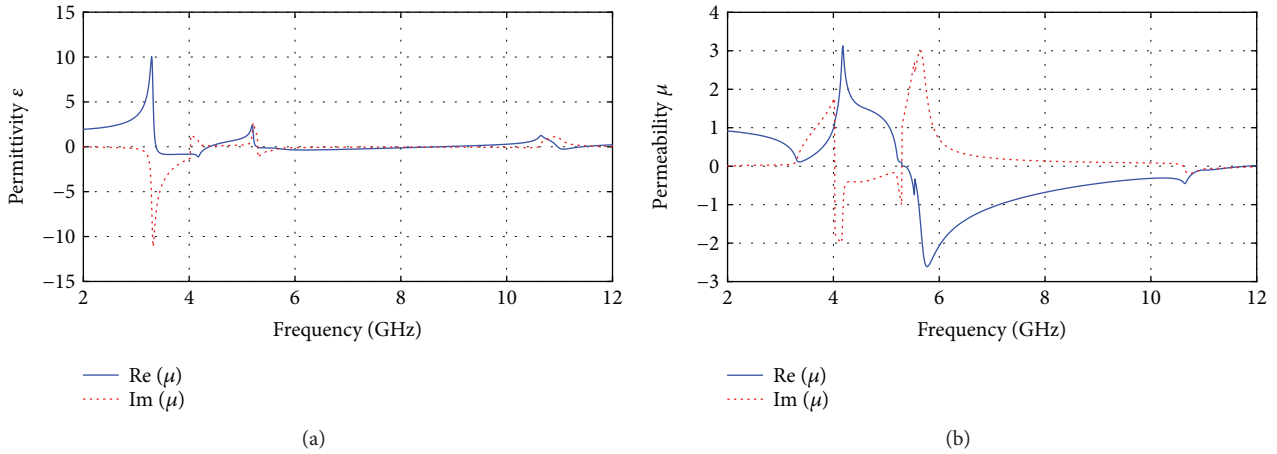 15
10
5
0
−5
−10
−15
Permittivity ε
2
4
6
8
10
12
Frequency (GHz)
Re (μ)
Im (μ)
(a)
4
3
2
1
0
−1
−2
−3
Permeability μ
2
4
6
8
10
12
Frequency (GHz)
Re (μ)
Im (μ)
(b)